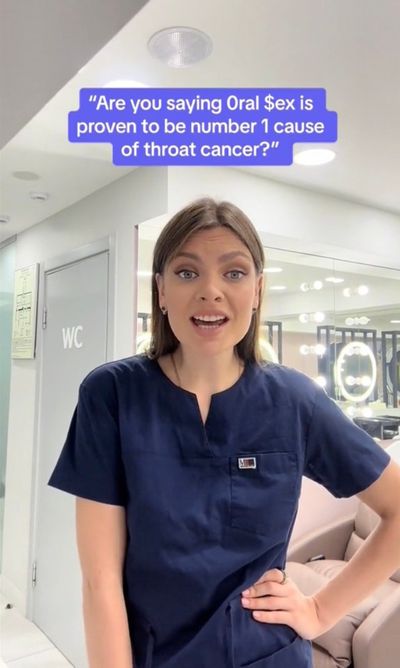 “Are you saying 0ral $ex is
proven to be number 1 cause
of throat cancer?”
WC